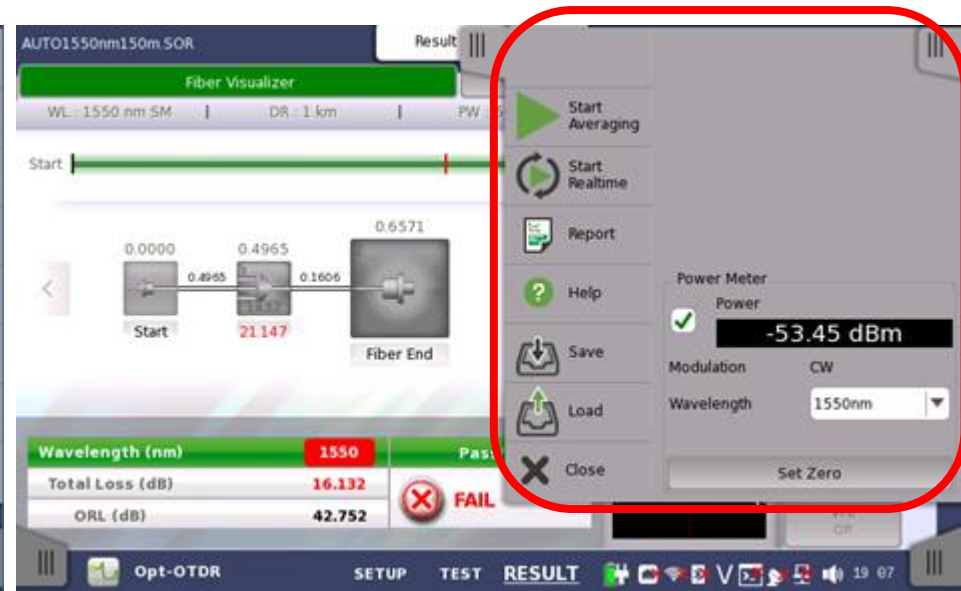 AUTO1550nm150m.SOR
Result
Fiber Visualizer
WL : 1550 nm SM | DR : 1 km | PW : 5
Start
0.0000 0.4965 0.6571
0.4965 0.1606
Start 21.147 Fiber End
Wavelength (nm) 1550 Pass
Total Loss (dB) 16.132 FAIL
ORL (dB) 42.752
Start
Averaging
Start
Realtime
Report
Help
Save
Load
Close
Power Meter
Power
-53.45 dBm
Modulation CW
Wavelength 1550nm
Set Zero
Off
Opt-OTDR SETUP TEST RESULT 19 07